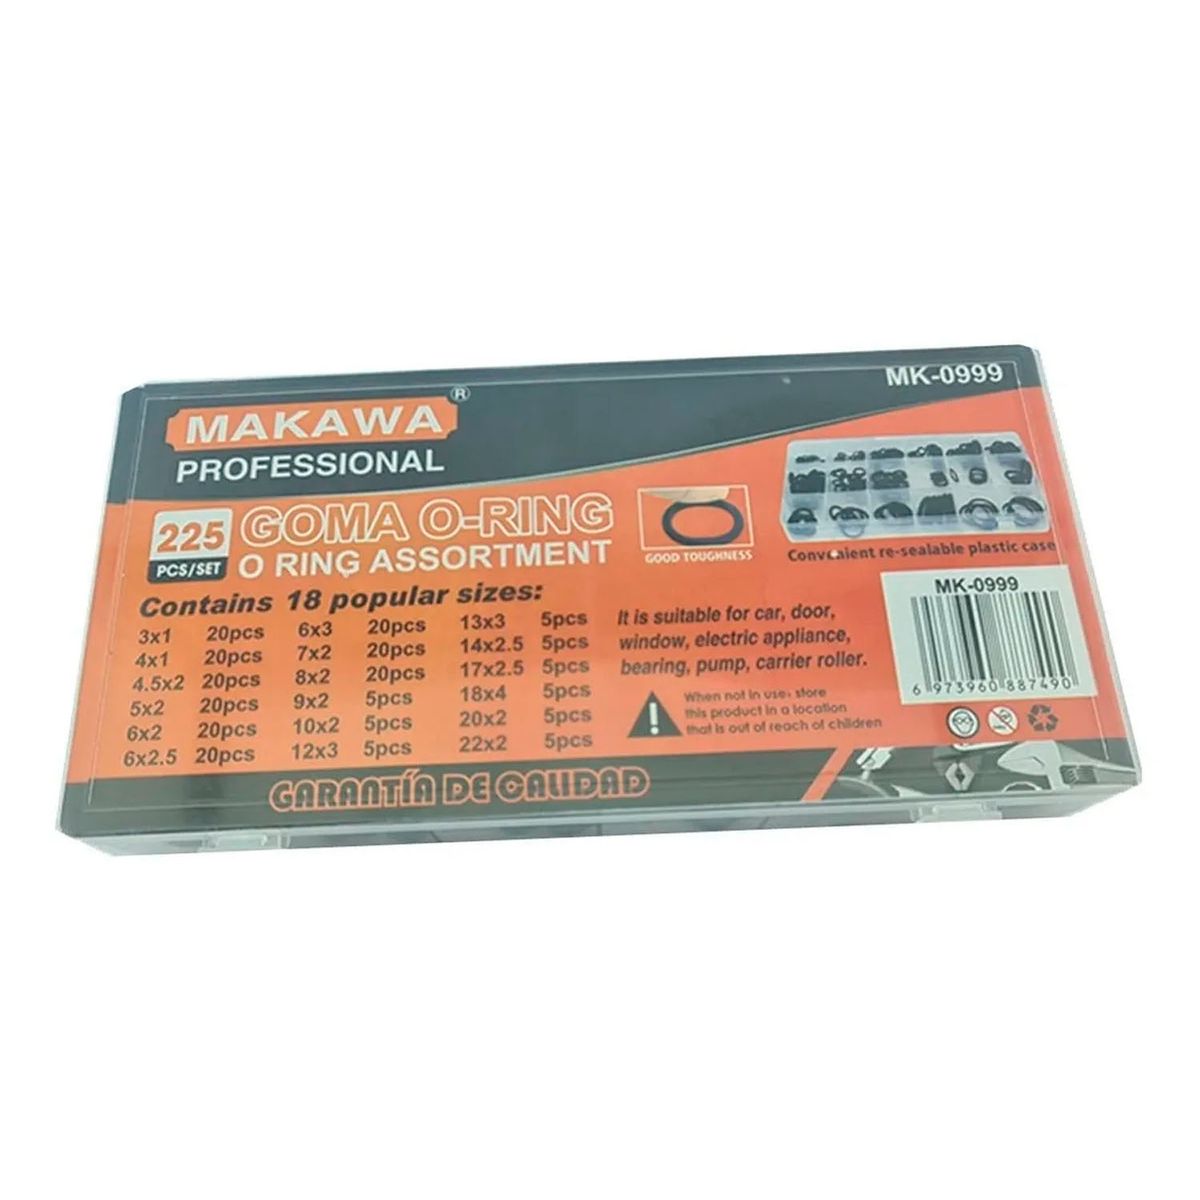 MK-0999
MAKAWA ®
PROFESSIONAL
225
PCS/SET
GOMA O-RING
O RING ASSORTMENT
GOOD TOUGHNESS
Convenient re-sealable plastic case
Contains 18 popular sizes:
3x1 20pcs 6x3 20pcs 13x3 5pcs
4x1 20pcs 7x2 20pcs 14x2.5 5pcs
4.5x2 20pcs 8x2 20pcs 17x2.5 5pcs
5x2 20pcs 9x2 5pcs 18x4 5pcs
6x2 20pcs 10x2 5pcs 20x2 5pcs
6x2.5 20pcs 12x3 5pcs 22x2 5pcs
It is suitable for car, door,
window, electric appliance,
bearing, pump, carrier roller.
When not in use, store
this product in a location
that is out of reach of children
MK-0999
6 973960 887490
GARANTÍA DE CALIDAD